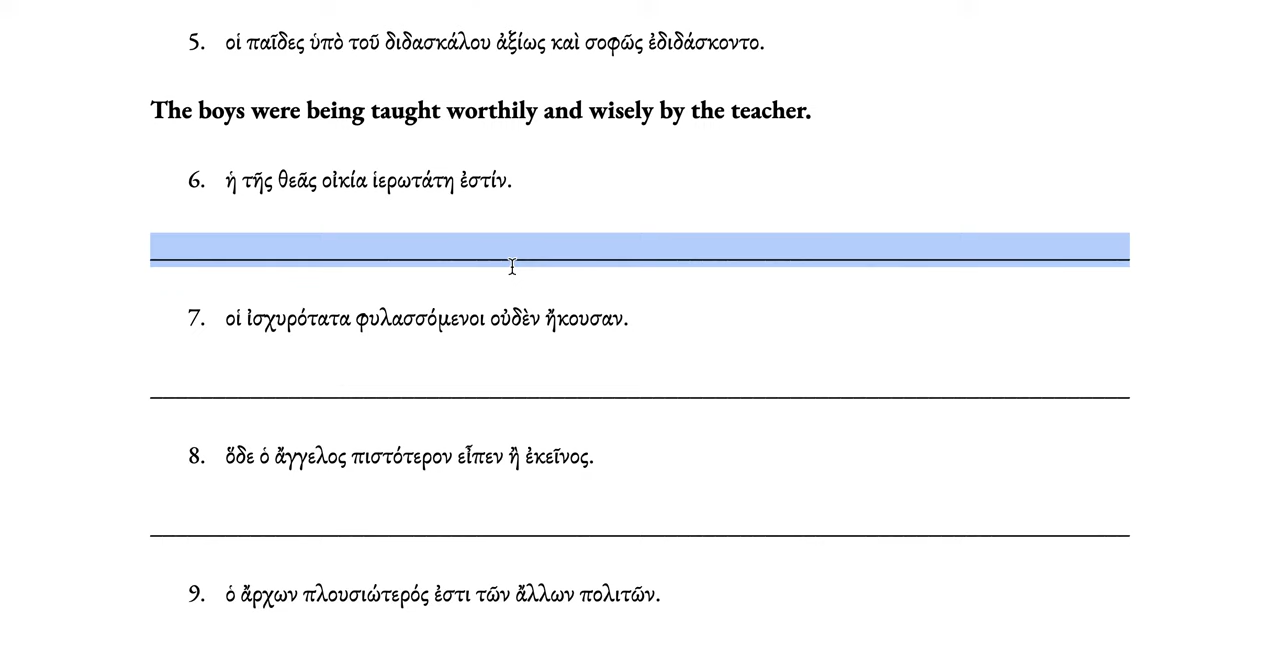 5. οἱ παῖδες ὑπὸ τοῦ διδασκάλου ἀξίως καὶ σοφῶς ἐδιδάσκοντο.
The boys were being taught worthily and wisely by the teacher.
6. ἡ τῆς θεᾶς οἰκία ἱερωτάτη ἐστίν.
7. οἱ ἰσχυρότατα φυλασσόμενοι οὐδὲν ἤκουσαν.
8. ὅδε ὁ ἄγγελος πιστότερον εἶπεν ἢ ἐκεῖνος.
9. ὁ ἄρχων πλουσιώτερός ἐστι τῶν ἄλλων πολιτῶν.